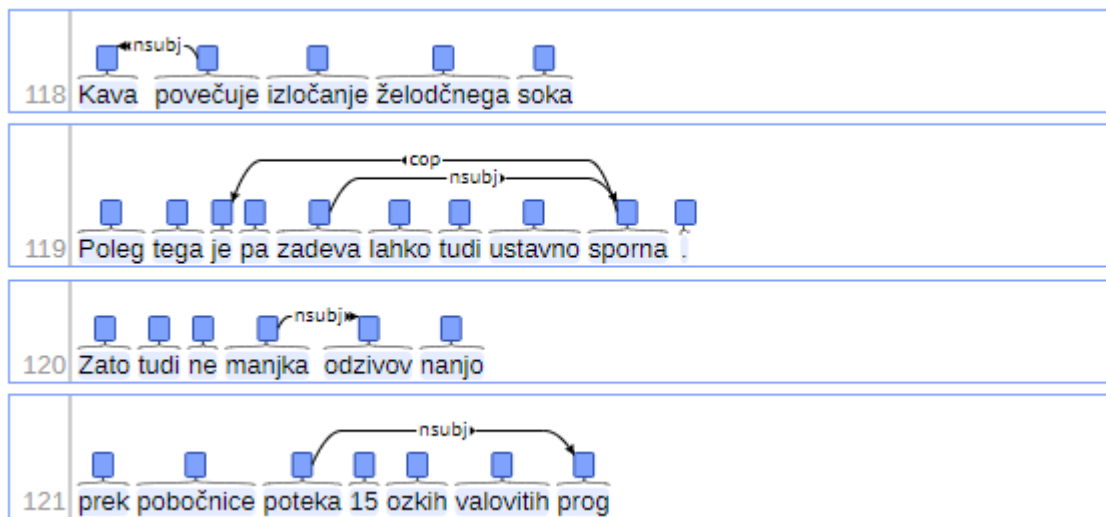 nsubj
118 Kava povečuje izločanje želodčnega soka
cop
nsubj
119 Poleg tega je pa zadeva lahko tudi ustavno sporna .
nsubj
120 Zato tudi ne manjka odzivov nanjo
nsubj
121 prek pobočnice poteka 15 ozkih valovitih prog